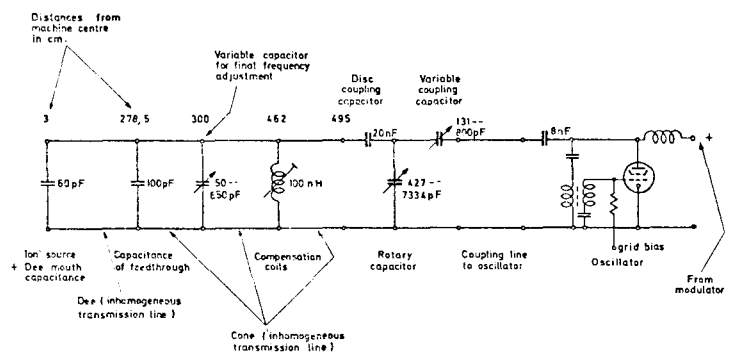 Distances from
machine centre
in cm.
Variable capacitor
for final frequency
adjustment
Disc
coupling
capacitor
Variable
coupling
capacitor
3
278,5
300
462
495
20nF
131--
800pF
8nF
+
60pF
100pF
50--
650pF
100nH
427--
7334pF
Ion source
+ Dee mouth
capacitance
Capacitance
of feedthrough
Compensation
coils
Rotary
capacitor
Coupling line
to oscillator
grid bias
Oscillator
From
modulator
Dee (inhomogeneous
transmission line)
Cone (inhomogeneous
transmission line)